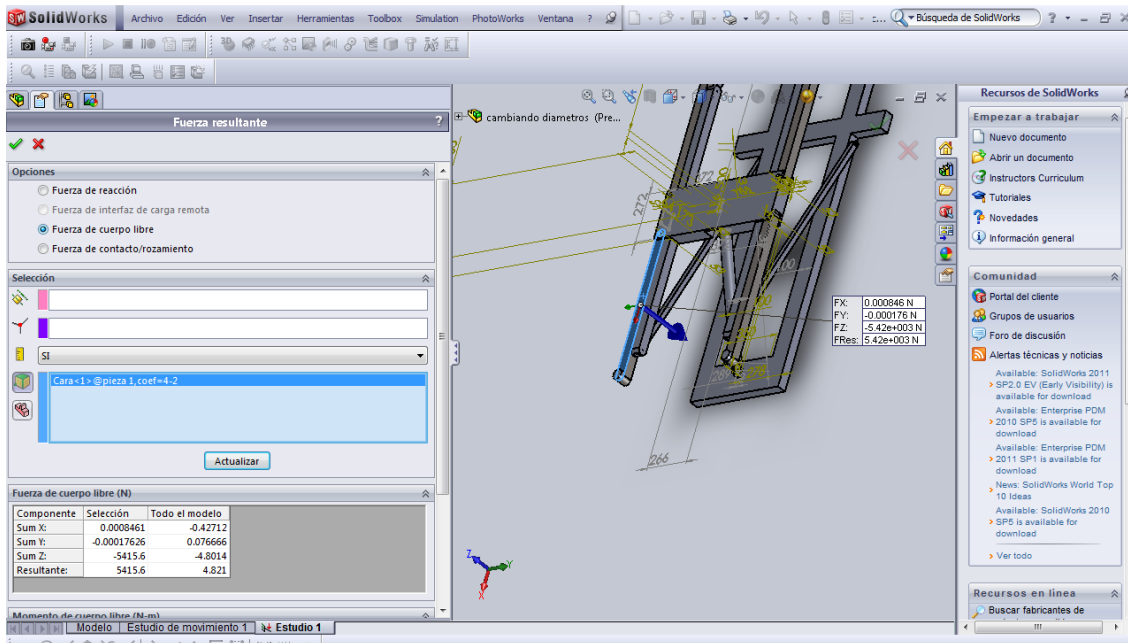 SolidWorks Archivo Edición Ver Insertar Herramientas Toolbox Simulation PhotoWorks Ventana ? Búsqueda de SolidWorks ?
Fuerza resultante ?
Opciones
Fuerza de reacción
Fuerza de interfaz de carga remota
Fuerza de cuerpo libre
Fuerza de contacto/rozamiento
Selección
SI
Cara<1>@pieza 1,coef=4-2
Actualizar
Fuerza de cuerpo libre (N)
Componente Selección Todo el modelo
Sum X: 0.0008461 -0.42712
Sum Y: -0.00017626 0.076666
Sum Z: -5415.6 -4.8014
Resultante: 5415.6 4.821
Momento de cuerpo libre (N-m)
Modelo Estudio de movimiento 1 Estudio 1
cambiando diametros (Pre...
272
672
100
266
FX: 0.000846 N
FY: -0.000176 N
FZ: -5.42e+003 N
FRes: 5.42e+003 N
Z
Y
X
Recursos de SolidWorks
Empezar a trabajar
Nuevo documento
Abrir un documento
Instructors Curriculum
Tutoriales
Novedades
Información general
Comunidad
Portal del cliente
Grupos de usuarios
Foro de discusión
Alertas técnicas y noticias
Available: SolidWorks 2011
SP2.0 EV (Early Visibility) is
available for download
Available: Enterprise PDM
2010 SP5 is available for
download
Available: Enterprise PDM
2011 SP1 is available for
download
News: SolidWorks World Top
10 Ideas
Available: SolidWorks 2010
SP5 is available for
download
Ver todo
Recursos en línea
Buscar fabricantes de